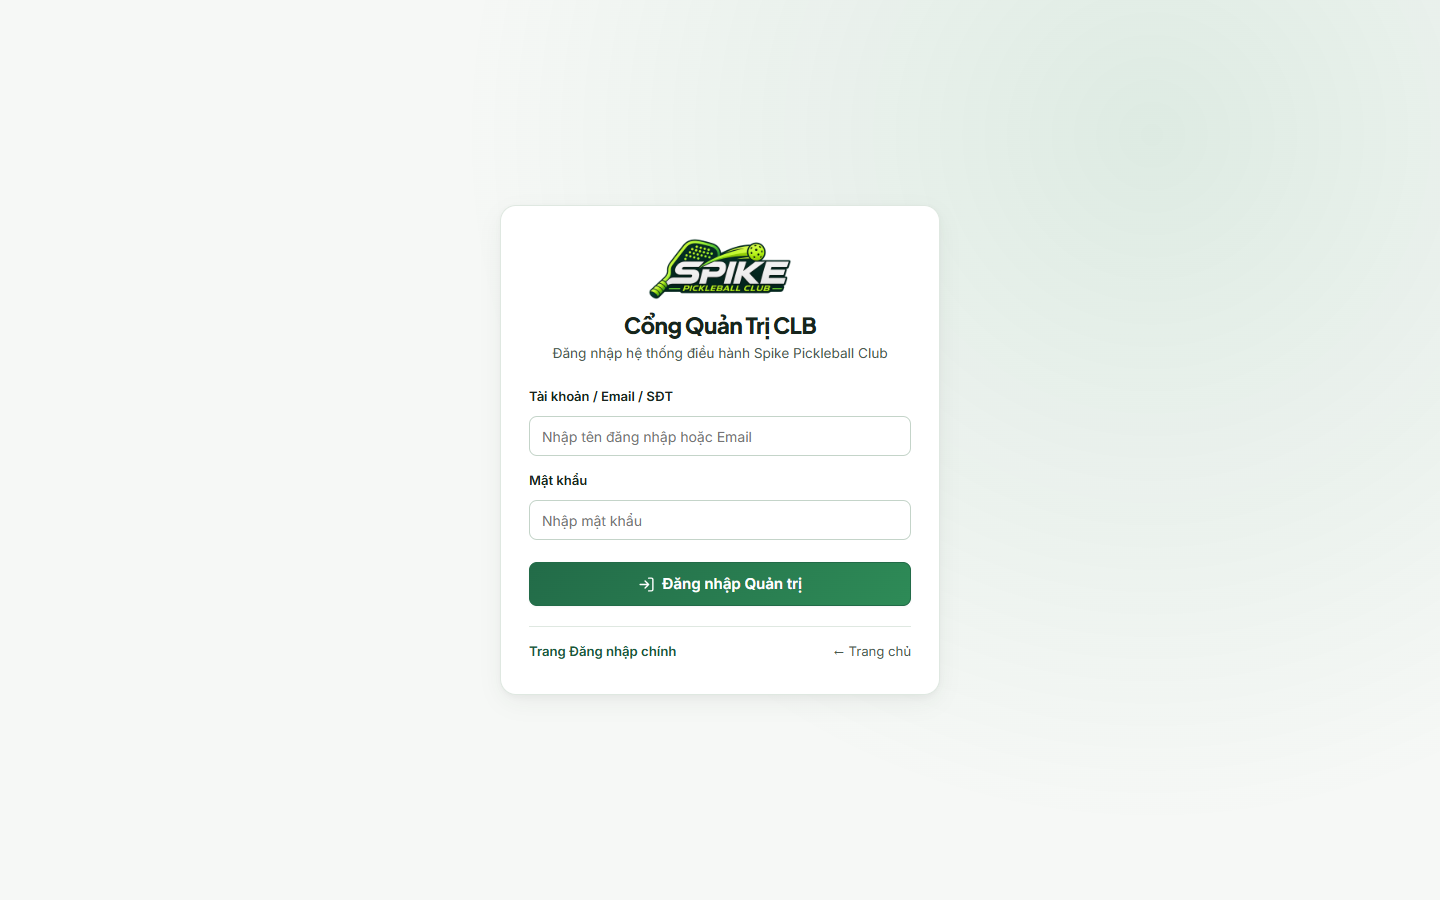 SPIKE
PICKLEBALL CLUB
Cổng Quản Trị CLB
Đăng nhập hệ thống điều hành Spike Pickleball Club
Tài khoản / Email / SĐT
Nhập tên đăng nhập hoặc Email
Mật khẩu
Nhập mật khẩu
Đăng nhập Quản trị
Trang Đăng nhập chính
← Trang chủ